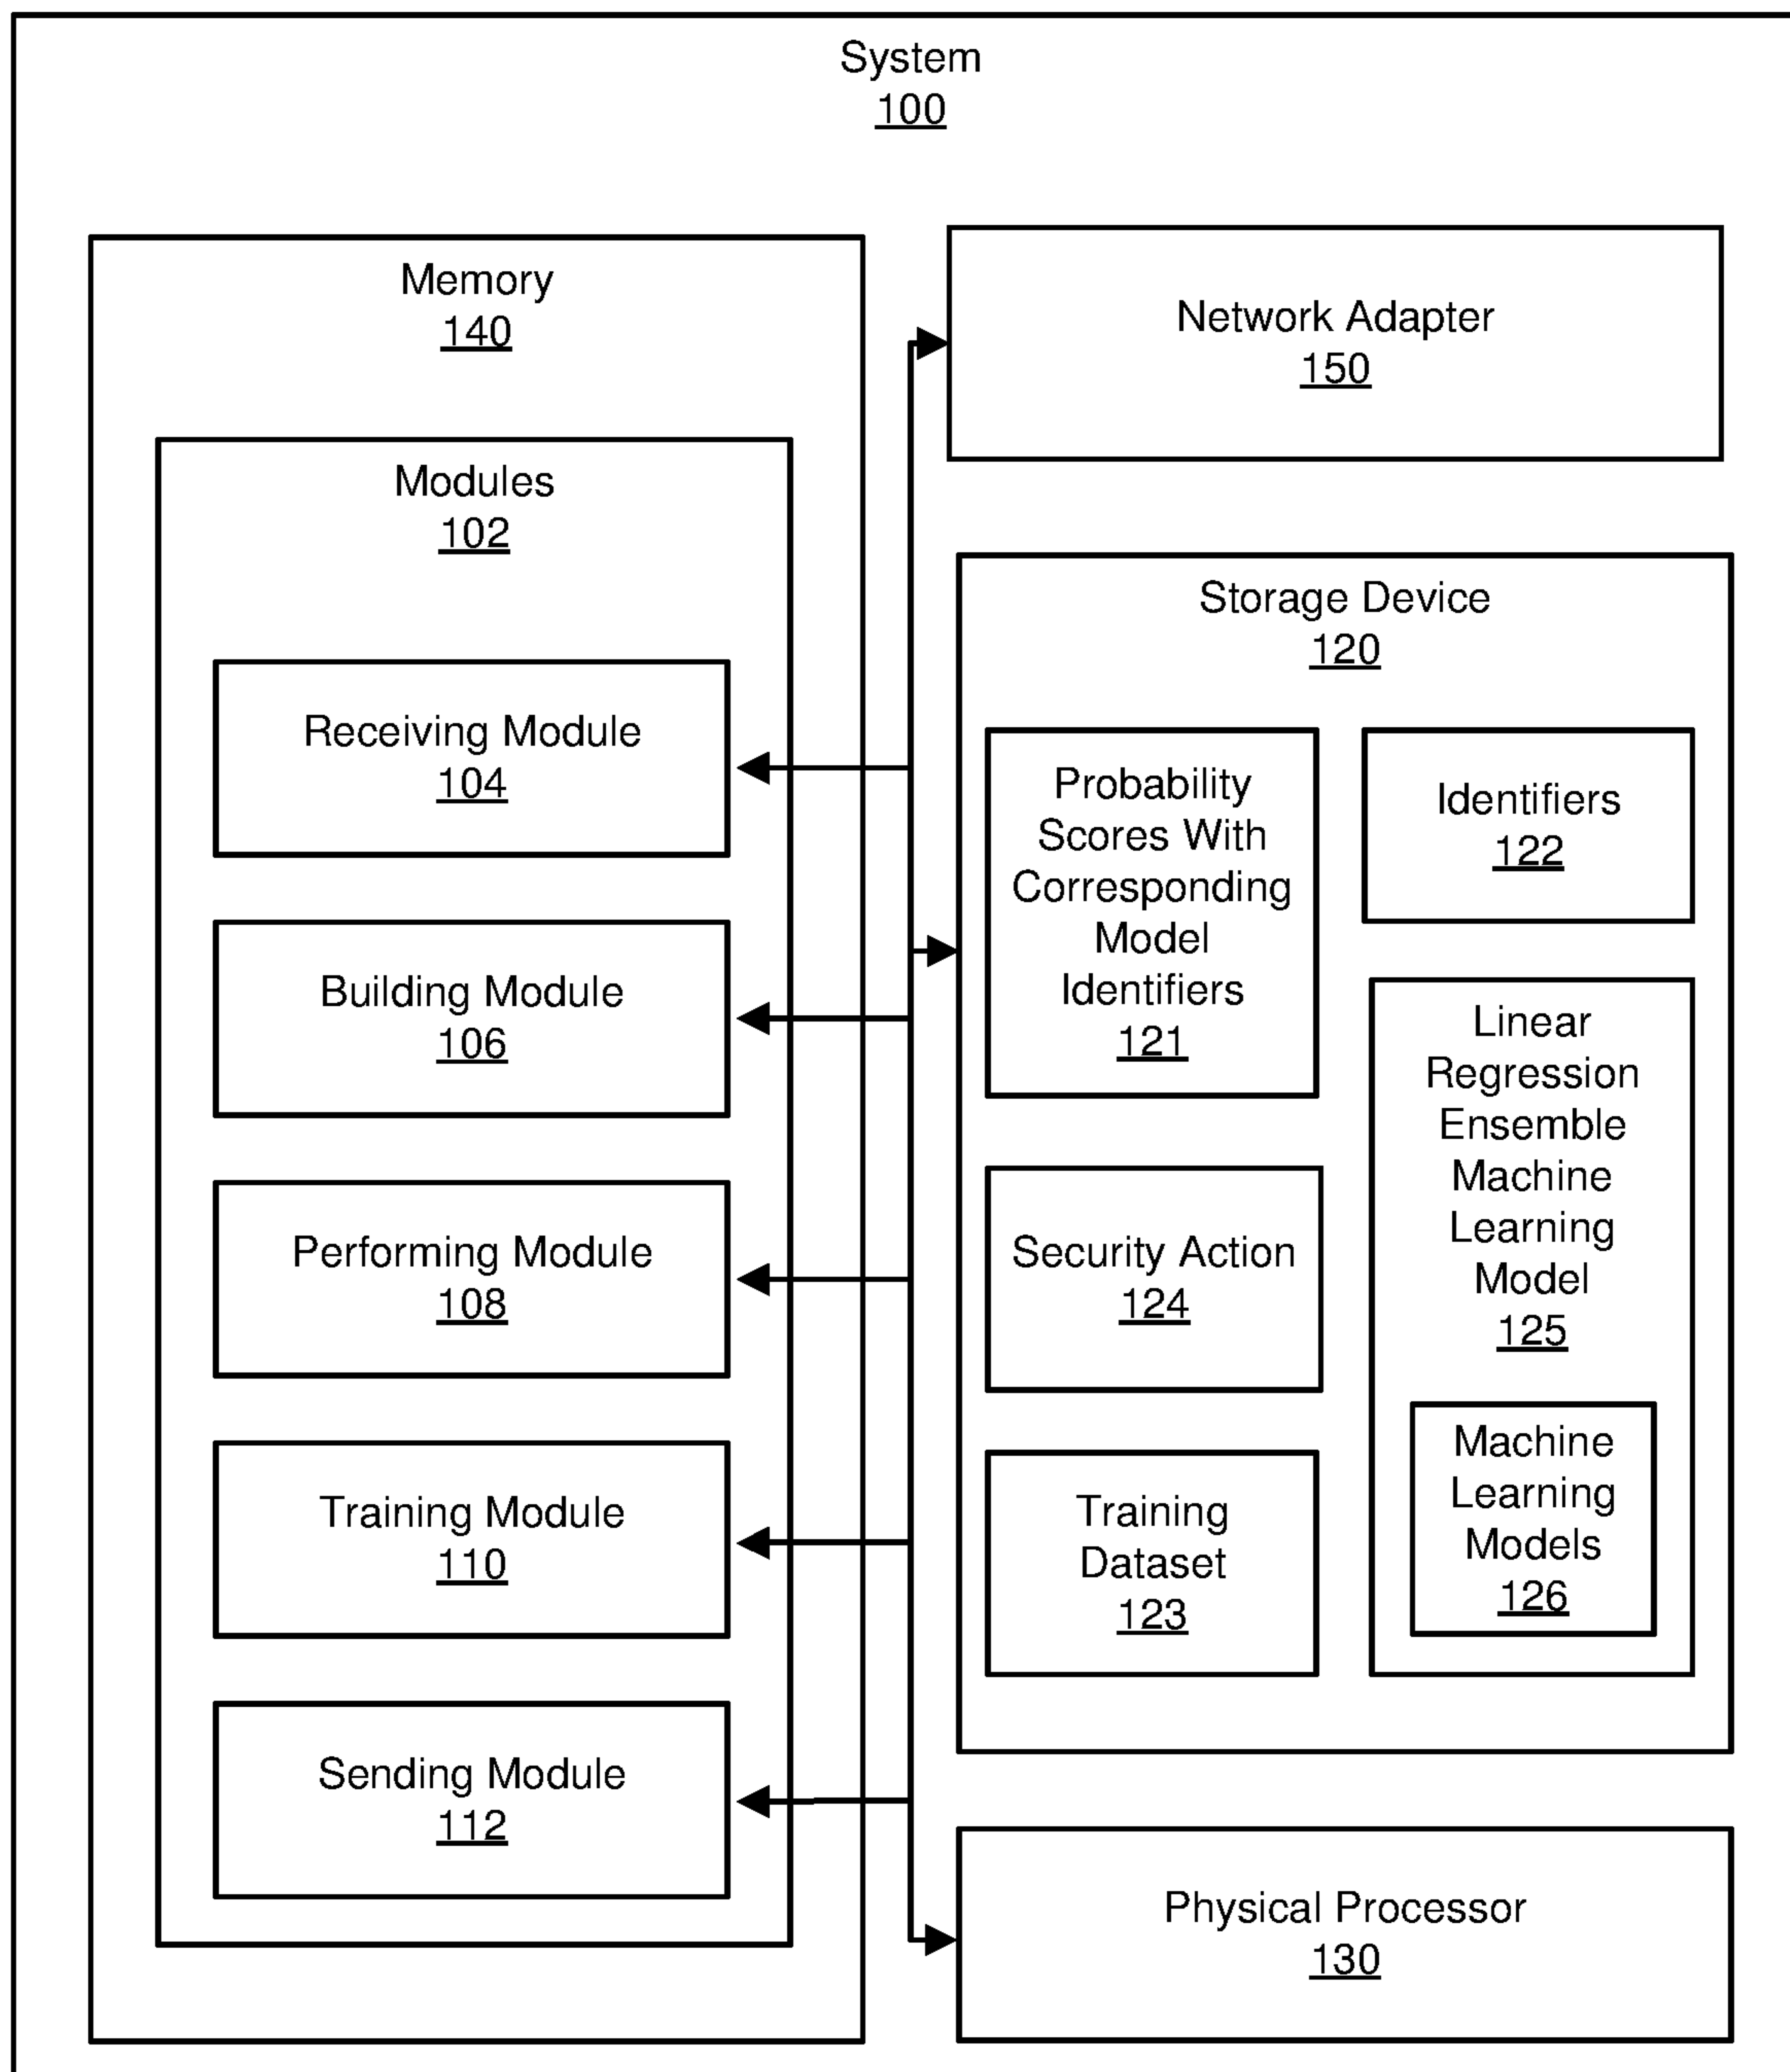 System
100
Memory
140
Modules
102
Receiving Module
104
Building Module
106
Performing Module
108
Training Module
110
Sending Module
112
Network Adapter
150
Storage Device
120
Probability
Scores With
Corresponding
Model
Identifiers
121
Identifiers
122
Security Action
124
Training
Dataset
123
Linear
Regression
Ensemble
Machine
Learning
Model
125
Machine
Learning
Models
126
Physical Processor
130